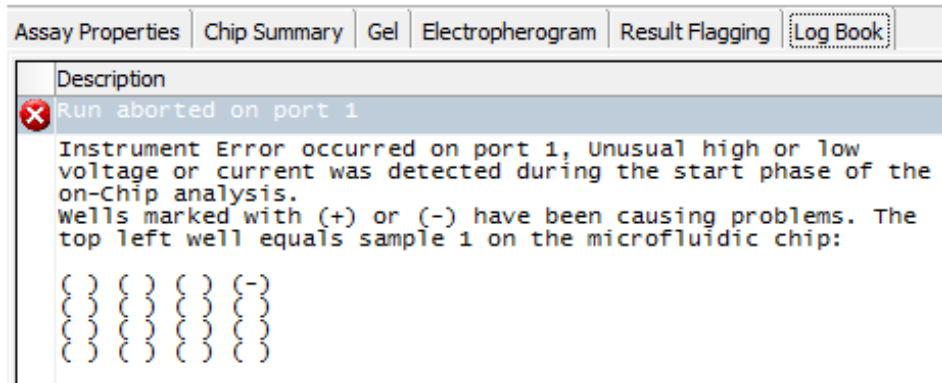 Assay Properties Chip Summary Gel Electropherogram Result Flagging Log Book
Description
Run aborted on port 1
Instrument Error occurred on port 1, Unusual high or low
voltage or current was detected during the start phase of the
on-Chip analysis.
Wells marked with (+) or (-) have been causing problems. The
top left well equals sample 1 on the microfluidic chip:
( ) ( ) ( ) (-)
( ) ( ) ( ) ( )
( ) ( ) ( ) ( )
( ) ( ) ( ) ( )